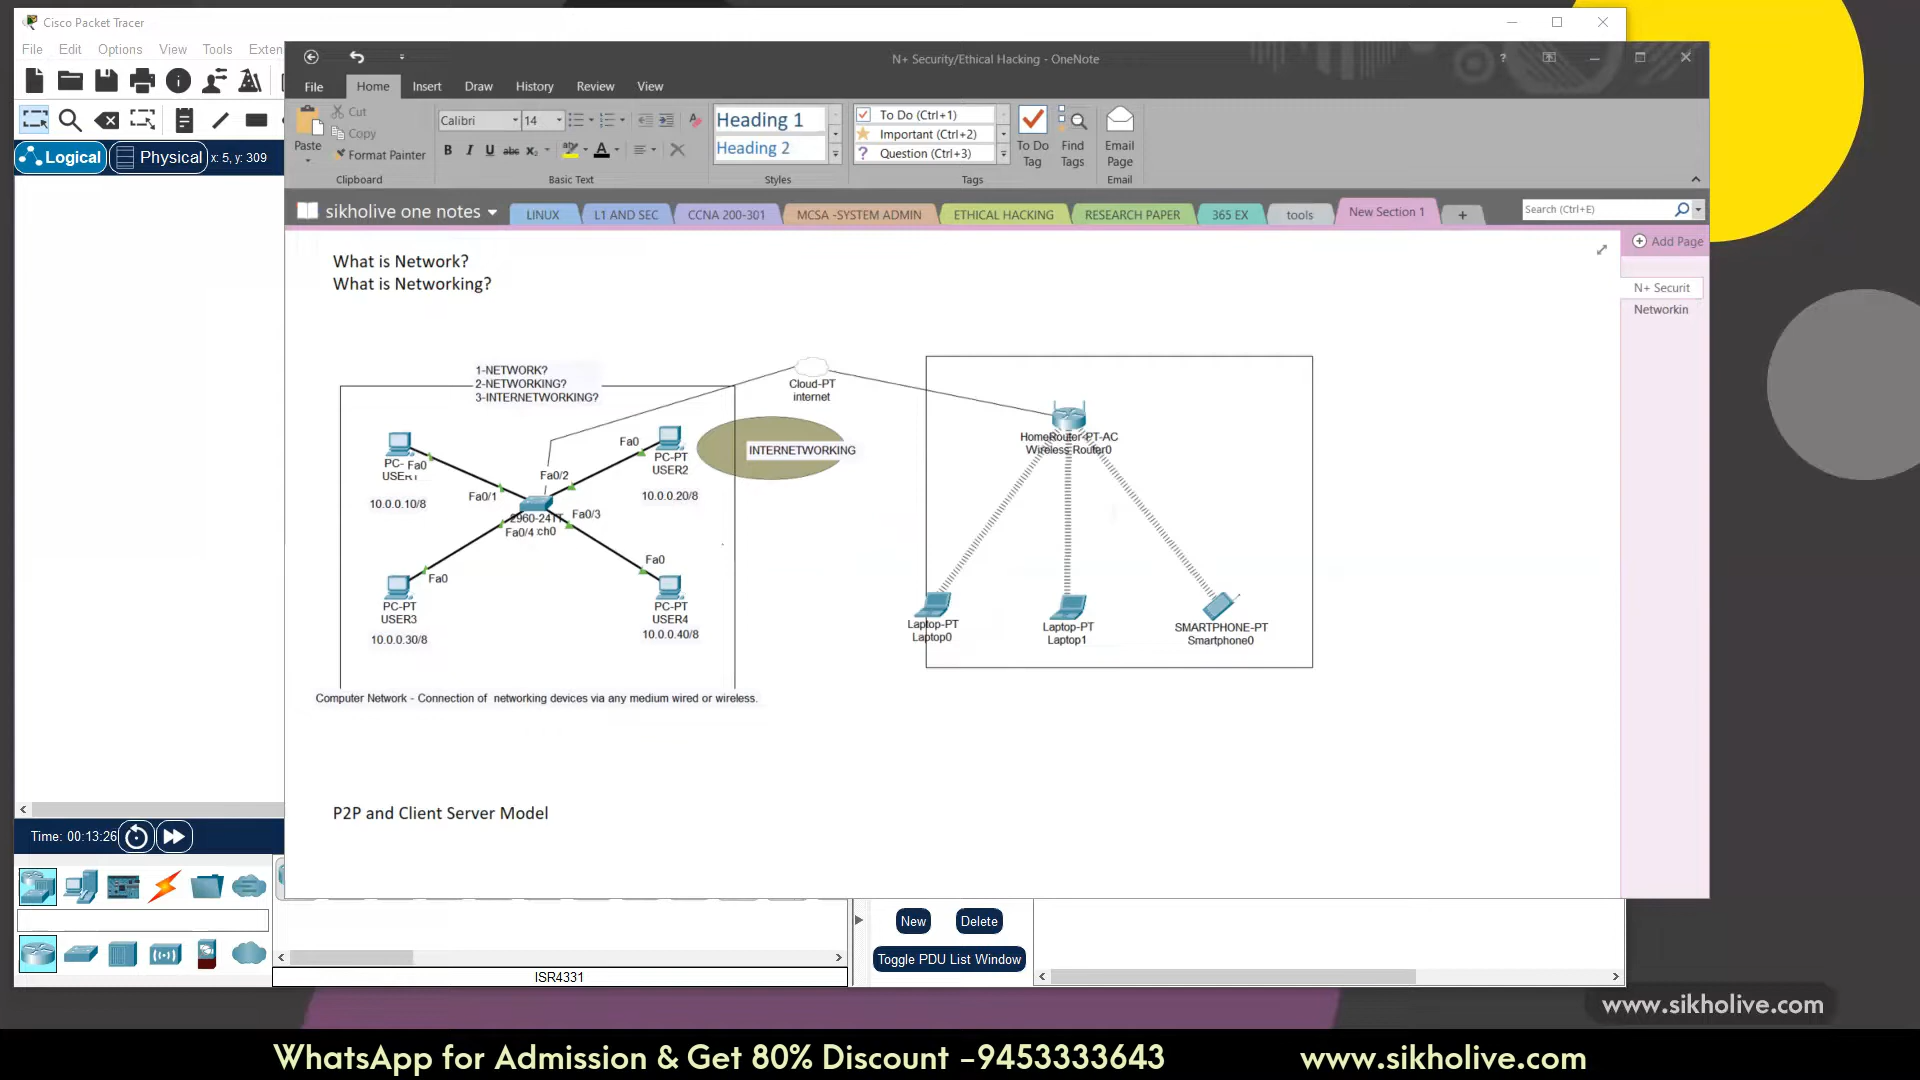 Cisco Packet Tracer
File Edit Options View Tools Exten
Logical Physical x: 5, y: 309
N+ Security/Ethical Hacking - OneNote
File Home Insert Draw History Review View
Paste
Cut
Copy
Format Painter
Clipboard
Calibri 14
Basic Text
Heading 1
Heading 2
Styles
To Do (Ctrl+1)
Important (Ctrl+2)
Question (Ctrl+3)
Tags
To Do Tag
Find Tags
Email Page
Email
sikholive one notes
LINUX
L1 AND SEC
CCNA 200-301
MCSA -SYSTEM ADMIN
ETHICAL HACKING
RESEARCH PAPER
365 EX
tools
New Section 1
Search (Ctrl+E)
Add Page
N+ Securit
Networkin
What is Network?
What is Networking?
1-NETWORK?
2-NETWORKING?
3-INTERNETWORKING?
Cloud-PT
internet
INTERNETWORKING
PC- Fa0
USER1
10.0.0.10/8
Fa0/1
Fa0/2
Fa0
PC-PT
USER2
10.0.0.20/8
2960-24TT
Fa0/3
Fa0/4 ch0
Fa0
PC-PT
USER3
10.0.0.30/8
Fa0
PC-PT
USER4
10.0.0.40/8
HomeRouter-PT-AC
Wireless Router0
Laptop-PT
Laptop0
Laptop-PT
Laptop1
SMARTPHONE-PT
Smartphone0
Computer Network - Connection of networking devices via any medium wired or wireless.
P2P and Client Server Model
Time: 00:13:26
New Delete
Toggle PDU List Window
ISR4331
www.sikholive.com
WhatsApp for Admission & Get 80% Discount -9453333643 www.sikholive.com